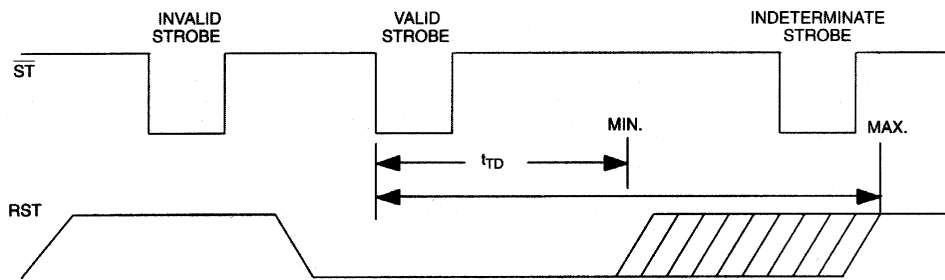 INVALID
STROBE
VALID
STROBE
INDETERMINATE
STROBE
ST
MIN.
MAX.
tTD
RST